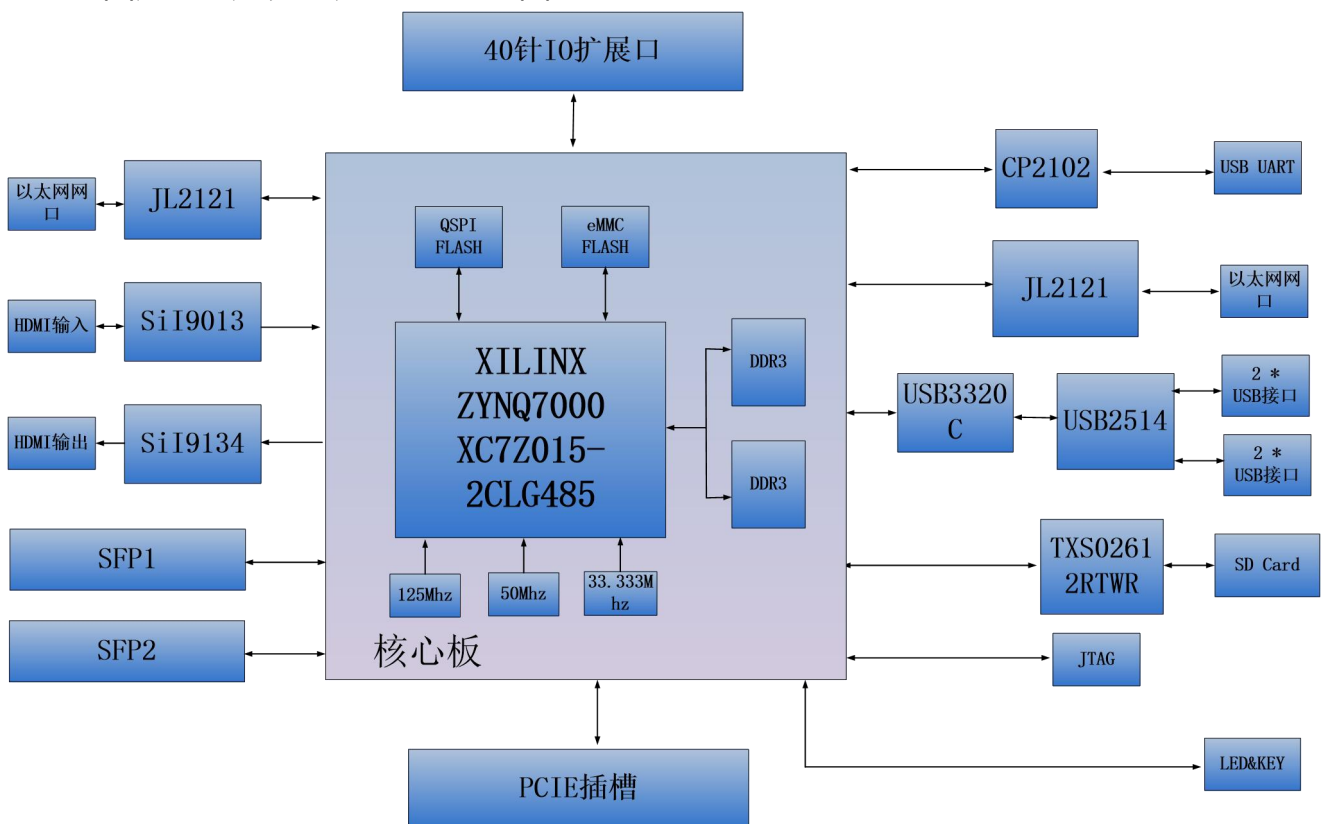 40针IO扩展口
以太网网
口
JL2121
HDMI输入
SiI9013
HDMI输出
SiI9134
SFP1
SFP2
QSPI
FLASH
eMMC
FLASH
XILINX
ZYNQ7000
XC7Z015-
2CLG485
DDR3
DDR3
125Mhz
50Mhz
33.333M
hz
核心板
CP2102
USB UART
JL2121
以太网网
口
USB3320
C
USB2514
2 *
USB接口
2 *
USB接口
TXS0261
2RTWR
SD Card
JTAG
LED&KEY
PCIE插槽